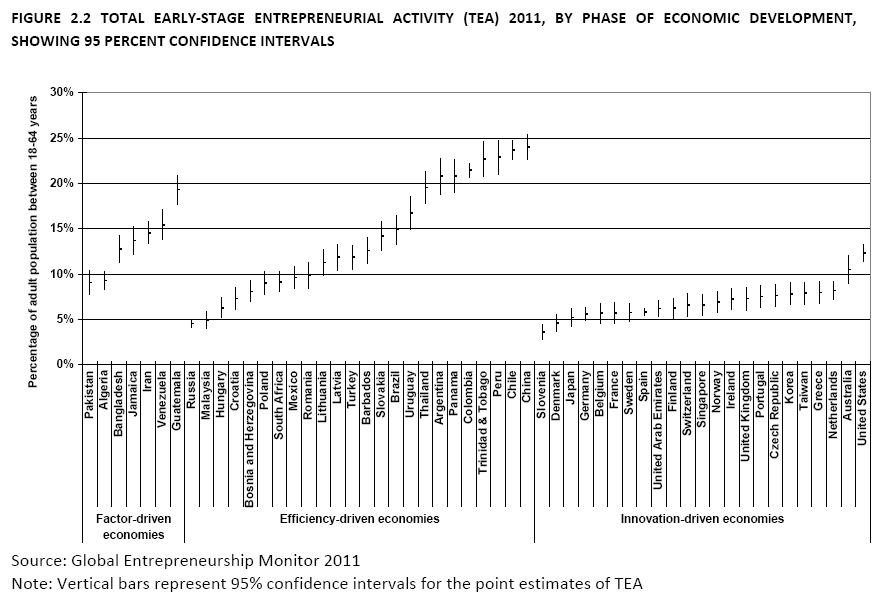 FIGURE 2.2 TOTAL EARLY-STAGE ENTREPRENEURIAL ACTIVITY (TEA) 2011, BY PHASE OF ECONOMIC DEVELOPMENT,
SHOWING 95 PERCENT CONFIDENCE INTERVALS
Percentage of adult population between 18-64 years
30%
25%
20%
15%
10%
5%
0%
Pakistan
Algeria
Bangladesh
Jamaica
Iran
Venezuela
Guatemala
Russia
Malaysia
Hungary
Croatia
Bosnia and Herzegovina
Poland
South Africa
Mexico
Romania
Lithuania
Latvia
Turkey
Barbados
Slovakia
Brazil
Uruguay
Thailand
Argentina
Panama
Colombia
Trinidad & Tobago
Peru
Chile
China
Slovenia
Denmark
Japan
Germany
Belgium
France
Sweden
Spain
United Arab Emirates
Finland
Switzerland
Singapore
Norway
Ireland
United Kingdom
Portugal
Czech Republic
Korea
Taiwan
Greece
Netherlands
Australia
United States
Factor-driven
economies
Efficiency-driven economies
Innovation-driven economies
Source: Global Entrepreneurship Monitor 2011
Note: Vertical bars represent 95% confidence intervals for the point estimates of TEA